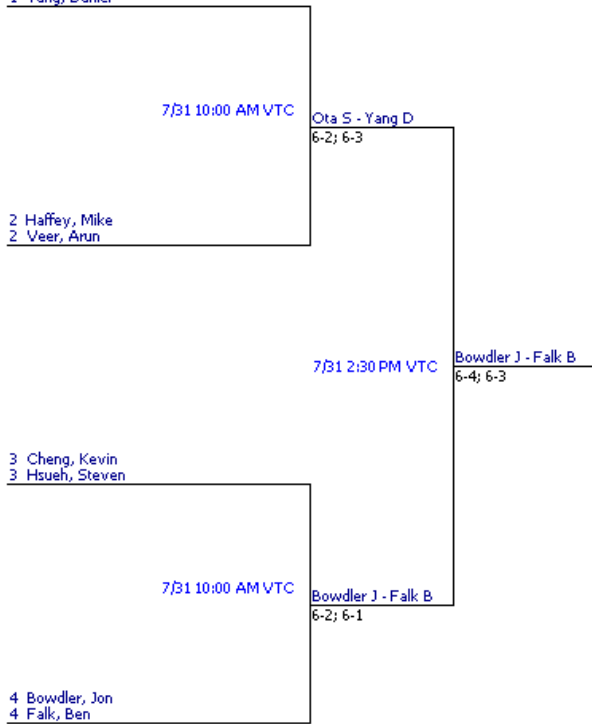 7/31 10:00 AM VTC
Ota S - Yang D
6-2; 6-3
2 Haffey, Mike
2 Veer, Arun
7/31 2:30 PM VTC
Bowdler J - Falk B
6-4; 6-3
3 Cheng, Kevin
3 Hsueh, Steven
7/31 10:00 AM VTC
Bowdler J - Falk B
6-2; 6-1
4 Bowdler, Jon
4 Falk, Ben